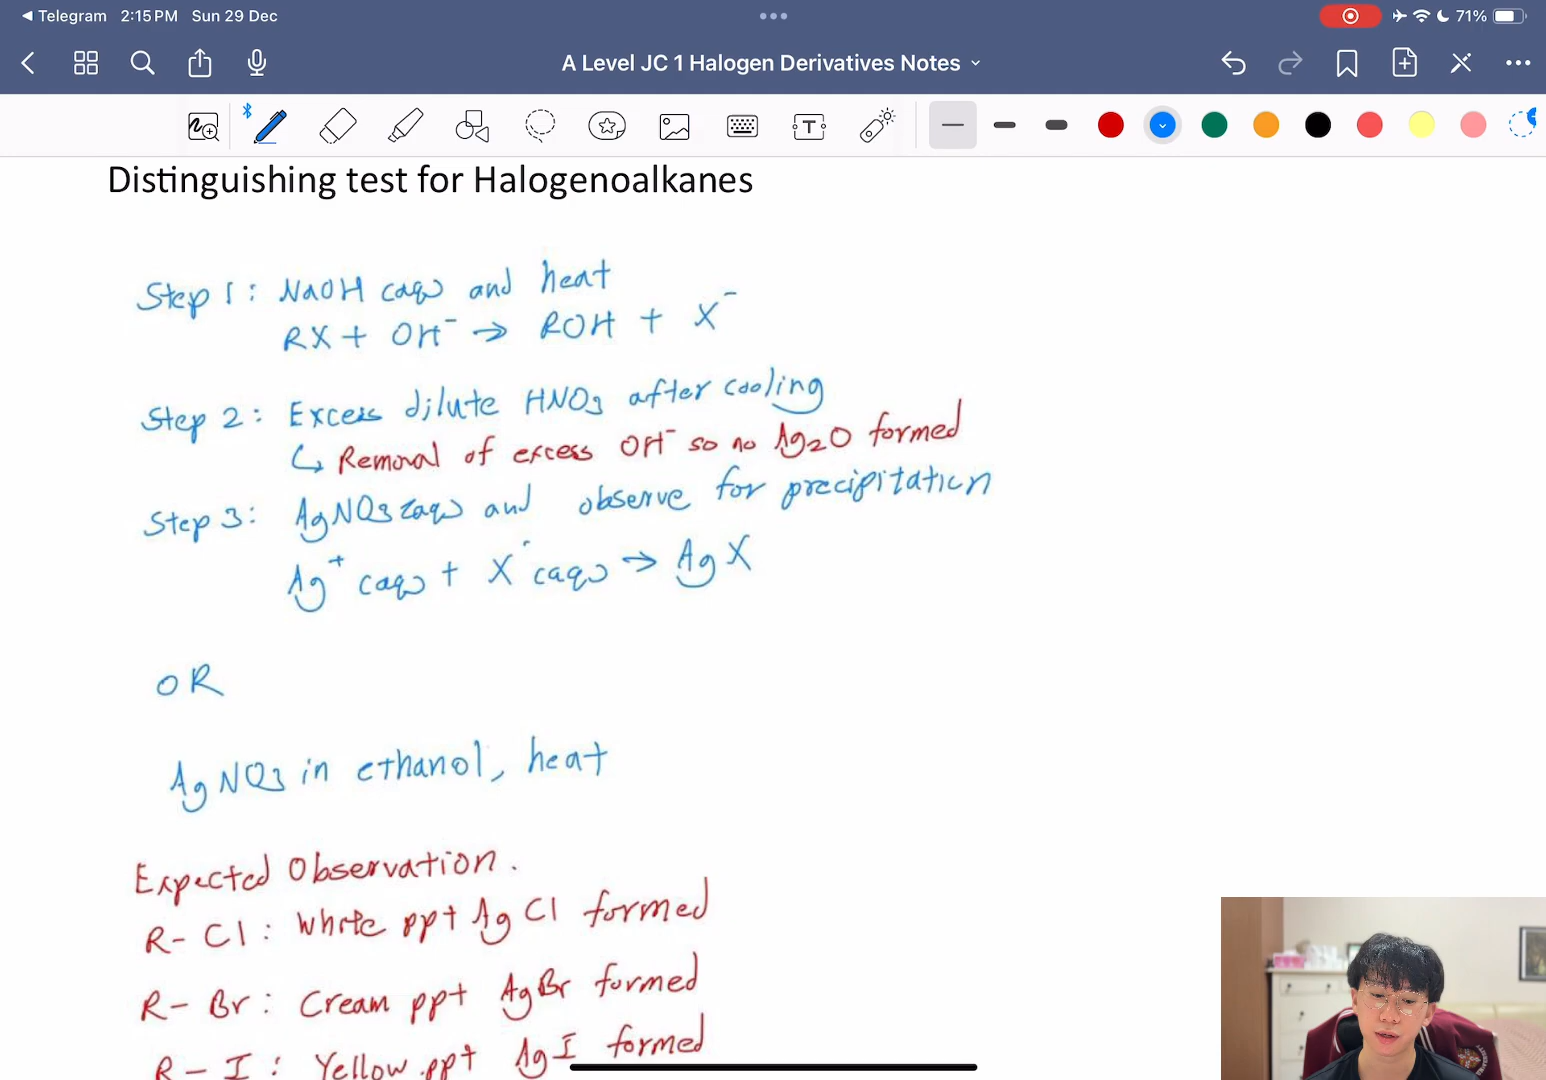 Telegram 2:15 PM Sun 29 Dec
71%
A Level JC 1 Halogen Derivatives Notes
T
Distinguishing test for Halogenoalkanes
Step 1: NaOH (aq) and heat
RX + OH⁻ → ROH + X⁻
Step 2: Excess dilute HNO3 after cooling
↳ Removal of excess OH⁻ so no Ag2O formed
Step 3: AgNO3 (aq) and observe for precipitation
Ag⁺ (aq) + X⁻ (aq) → AgX
OR
AgNO3 in ethanol, heat
Expected Observation.
R- Cl : White ppt AgCl formed
R- Br : Cream ppt AgBr formed
R- I : Yellow ppt AgI formed